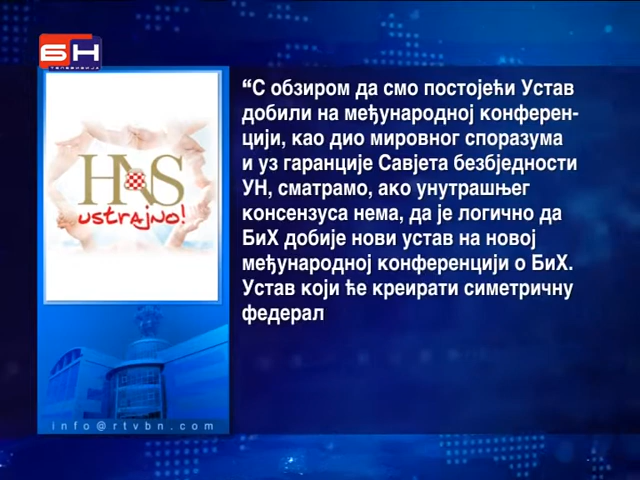 БН
ТЕЛЕВИЗИЈА
HNS
ustrajno!
“С обзиром да смо постојећи Устав
добили на међународној конферен-
цији, као дио мировног споразума
и уз гаранције Савјета безбједности
УН, сматрамо, ако унутрашњег
консензуса нема, да је логично да
БиХ добије нови устав на новој
међународној конференцији о БиХ.
Устав који ће креирати симетричну
федерал
info@rtvbn.com